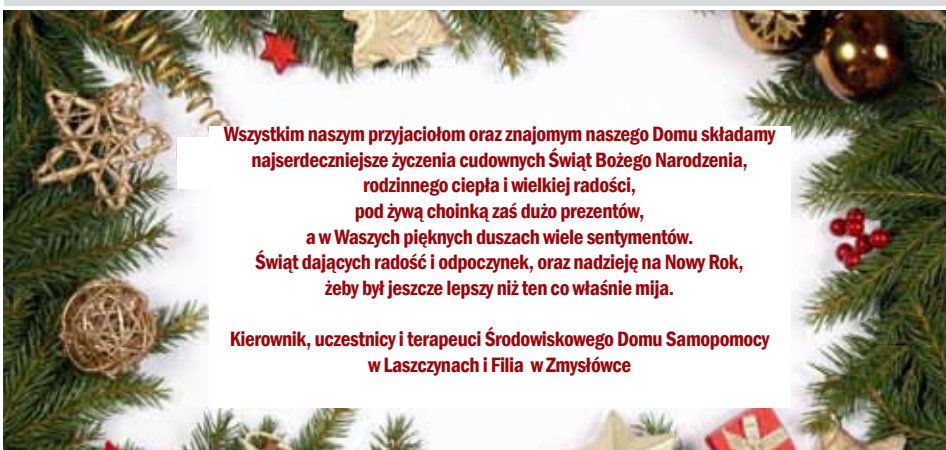 Wszystkim naszym przyjaciołom oraz znajomym naszego Domu składamy
najserdeczniejsze życzenia cudownych Świąt Bożego Narodzenia,
rodzinnego ciepła i wielkiej radości,
pod żywą choinką zaś dużo prezentów,
a w Waszych pięknych duszach wiele sentymentów.
Świąt dających radość i odpoczynek, oraz nadzieję na Nowy Rok,
żeby był jeszcze lepszy niż ten co właśnie mija.
Kierownik, uczestnicy i terapeuci Środowiskowego Domu Samopomocy
w Laszczynach i Filia w Zmysłówce